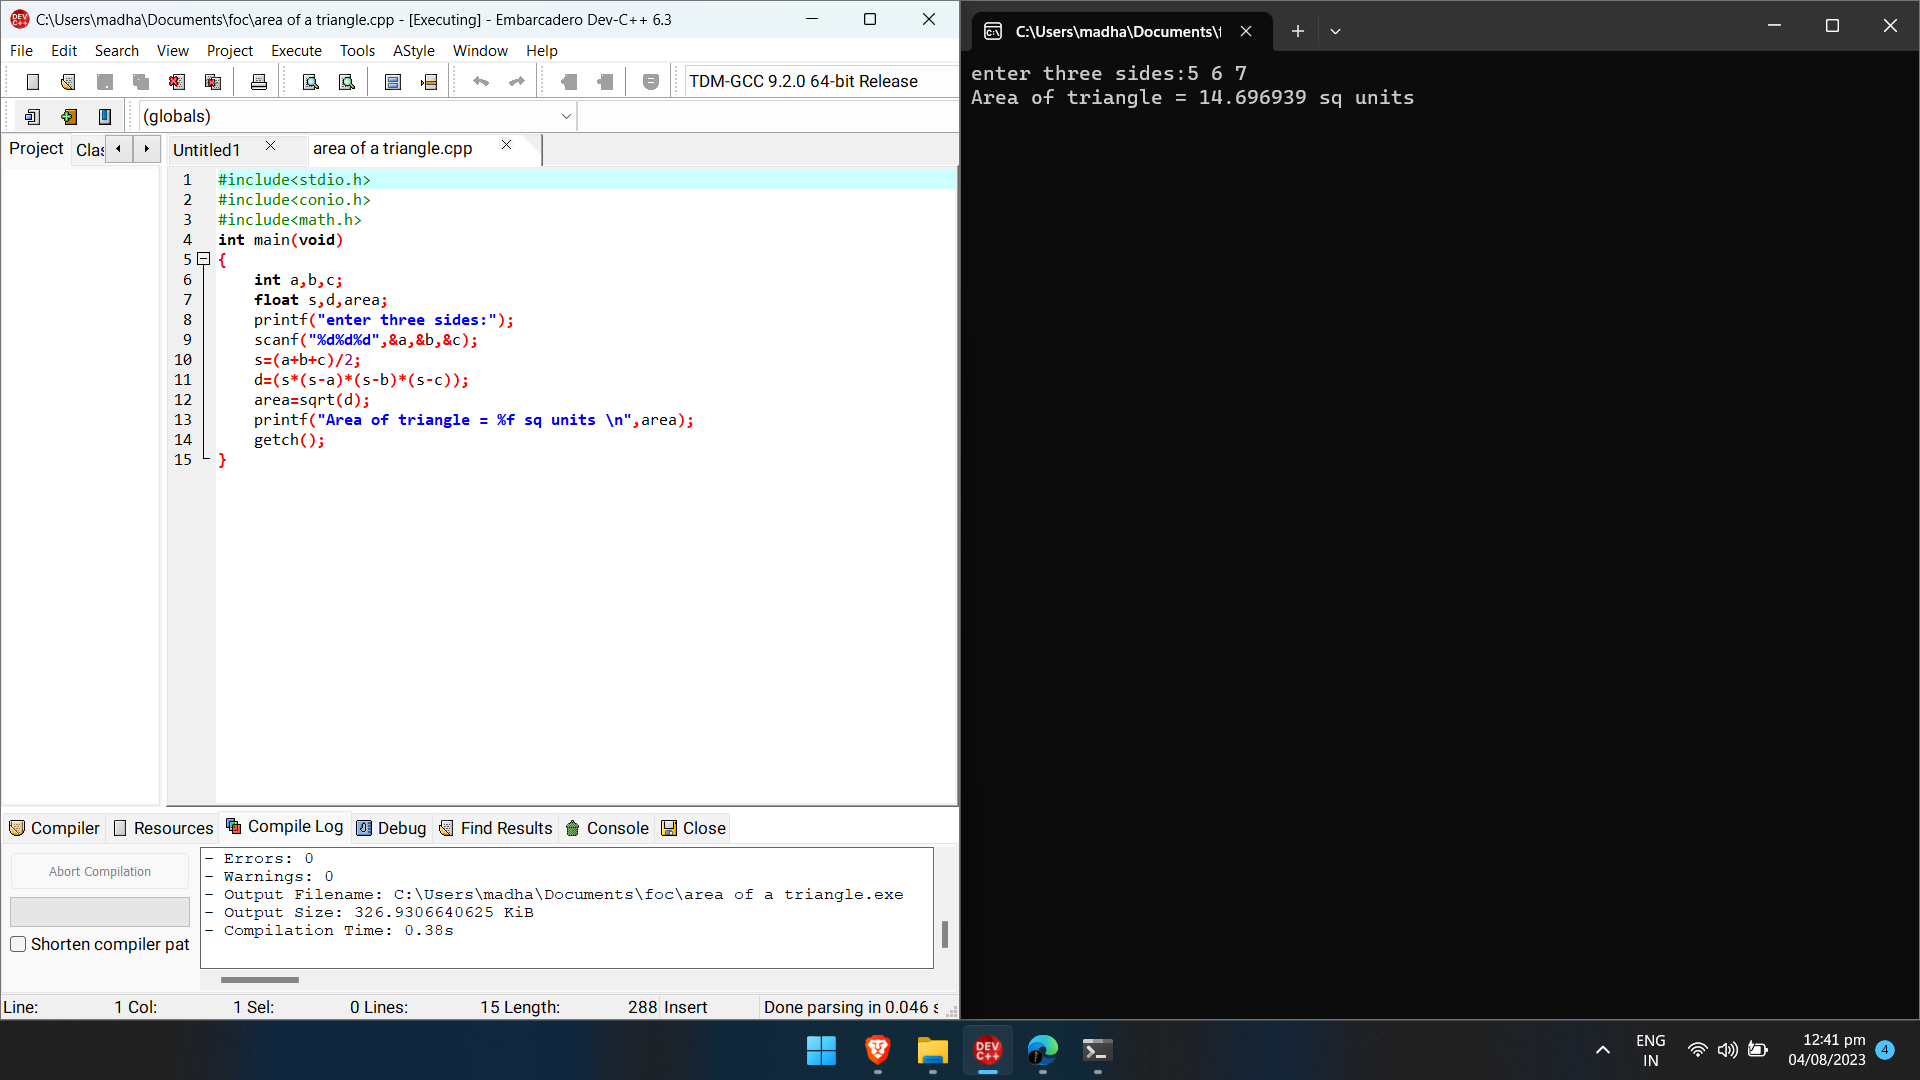 C:\Users\madha\Documents\foc\area of a triangle.cpp - [Executing] - Embarcadero Dev-C++ 6.3
File Edit Search View Project Execute Tools AStyle Window Help
TDM-GCC 9.2.0 64-bit Release
(globals)
Project Clas Untitled1 area of a triangle.cpp
1 #include<stdio.h>
2 #include<conio.h>
3 #include<math.h>
4 int main(void)
5 {
6 int a,b,c;
7 float s,d,area;
8 printf("enter three sides:");
9 scanf("%d%d%d",&a,&b,&c);
10 s=(a+b+c)/2;
11 d=(s*(s-a)*(s-b)*(s-c));
12 area=sqrt(d);
13 printf("Area of triangle = %f sq units \n",area);
14 getch();
15 }
Compiler Resources Compile Log Debug Find Results Console Close
Abort Compilation
Shorten compiler pat
- Errors: 0
- Warnings: 0
- Output Filename: C:\Users\madha\Documents\foc\area of a triangle.exe
- Output Size: 326.9306640625 KiB
- Compilation Time: 0.38s
Line: 1 Col: 1 Sel: 0 Lines: 15 Length: 288 Insert Done parsing in 0.046 s
C:\Users\madha\Documents\f
enter three sides:5 6 7
Area of triangle = 14.696939 sq units
DEV C++
ENG
IN
12:41 pm
04/08/2023
4